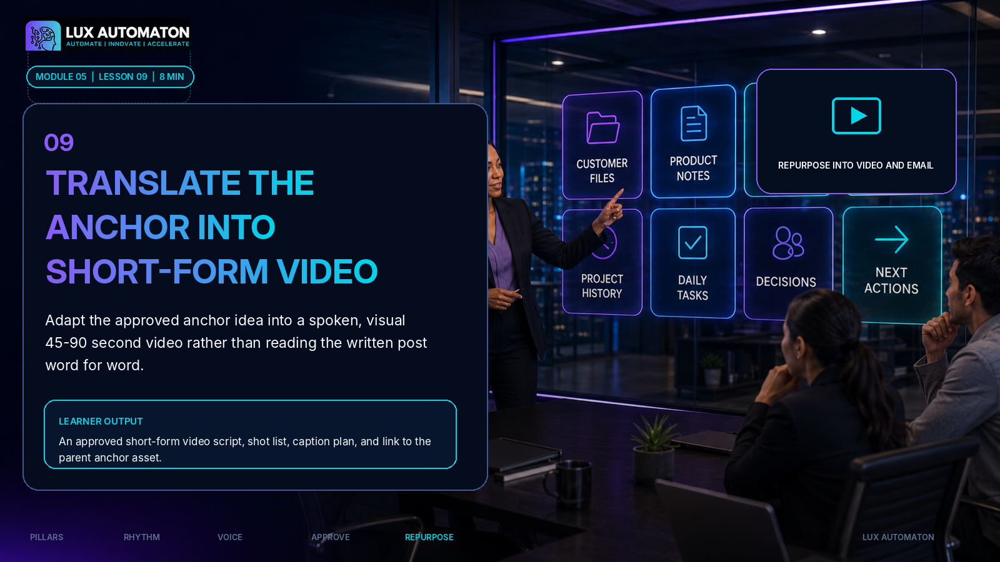 LUX AUTOMATON
AUTOMATE | INNOVATE | ACCELERATE
MODULE 05 | LESSON 09 | 8 MIN
09
TRANSLATE THE
ANCHOR INTO
SHORT-FORM VIDEO
Adapt the approved anchor idea into a spoken, visual
45-90 second video rather than reading the written post
word for word.
LEARNER OUTPUT
An approved short-form video script, shot list, caption plan, and link to the
parent anchor asset.
CUSTOMER
FILES
PRODUCT
NOTES
REPURPOSE INTO VIDEO AND EMAIL
PROJECT
HISTORY
DAILY
TASKS
DECISIONS
NEXT
ACTIONS
PILLARS
RHYTHM
VOICE
APPROVE
REPURPOSE
LUX AUTOMATON